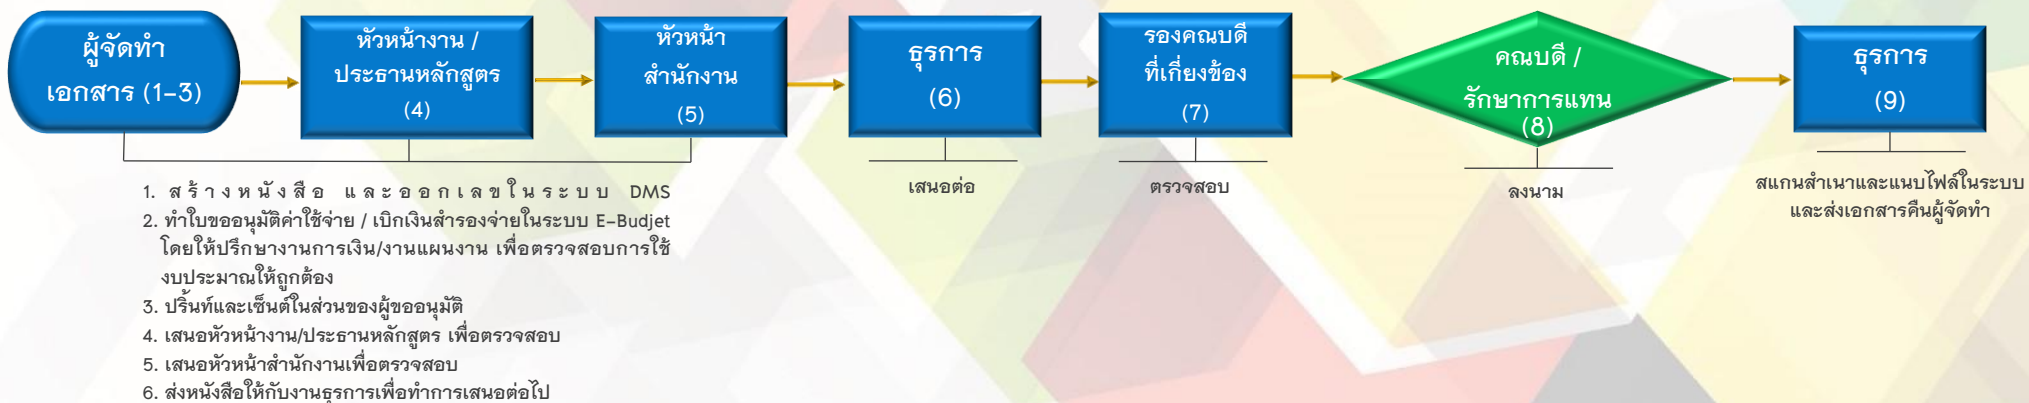 ผู้จัดทำ
เอกสาร (1-3)
หัวหน้างาน /
ประธานหลักสูตร
(4)
หัวหน้า
สำนักงาน
(5)
ธุรการ
(6)
รองคณบดี
ที่เกี่ยงข้อง
(7)
คณบดี /
รักษาการแทน
(8)
ธุรการ
(9)
1. สร้างหนังสือ และออกเลขในระบบ DMS
2. ทำใบขออนุมัติค่าใช้จ่าย / เบิกเงินสำรองจ่ายในระบบ E-Budjet
โดยให้ปรึกษางานการเงิน/งานแผนงาน เพื่อตรวจสอบการใช้
งบประมาณให้ถูกต้อง
3. ปริ้นท์และเซ็นต์ในส่วนของผู้ขออนุมัติ
4. เสนอหัวหน้างาน/ประธานหลักสูตร เพื่อตรวจสอบ
5. เสนอหัวหน้าสำนักงานเพื่อตรวจสอบ
6. ส่งหนังสือให้กับงานธุรการเพื่อทำการเสนอต่อไป
เสนอต่อ
ตรวจสอบ
ลงนาม
สแกนสำเนาและแนบไฟล์ในระบบ
และส่งเอกสารคืนผู้จัดทำ